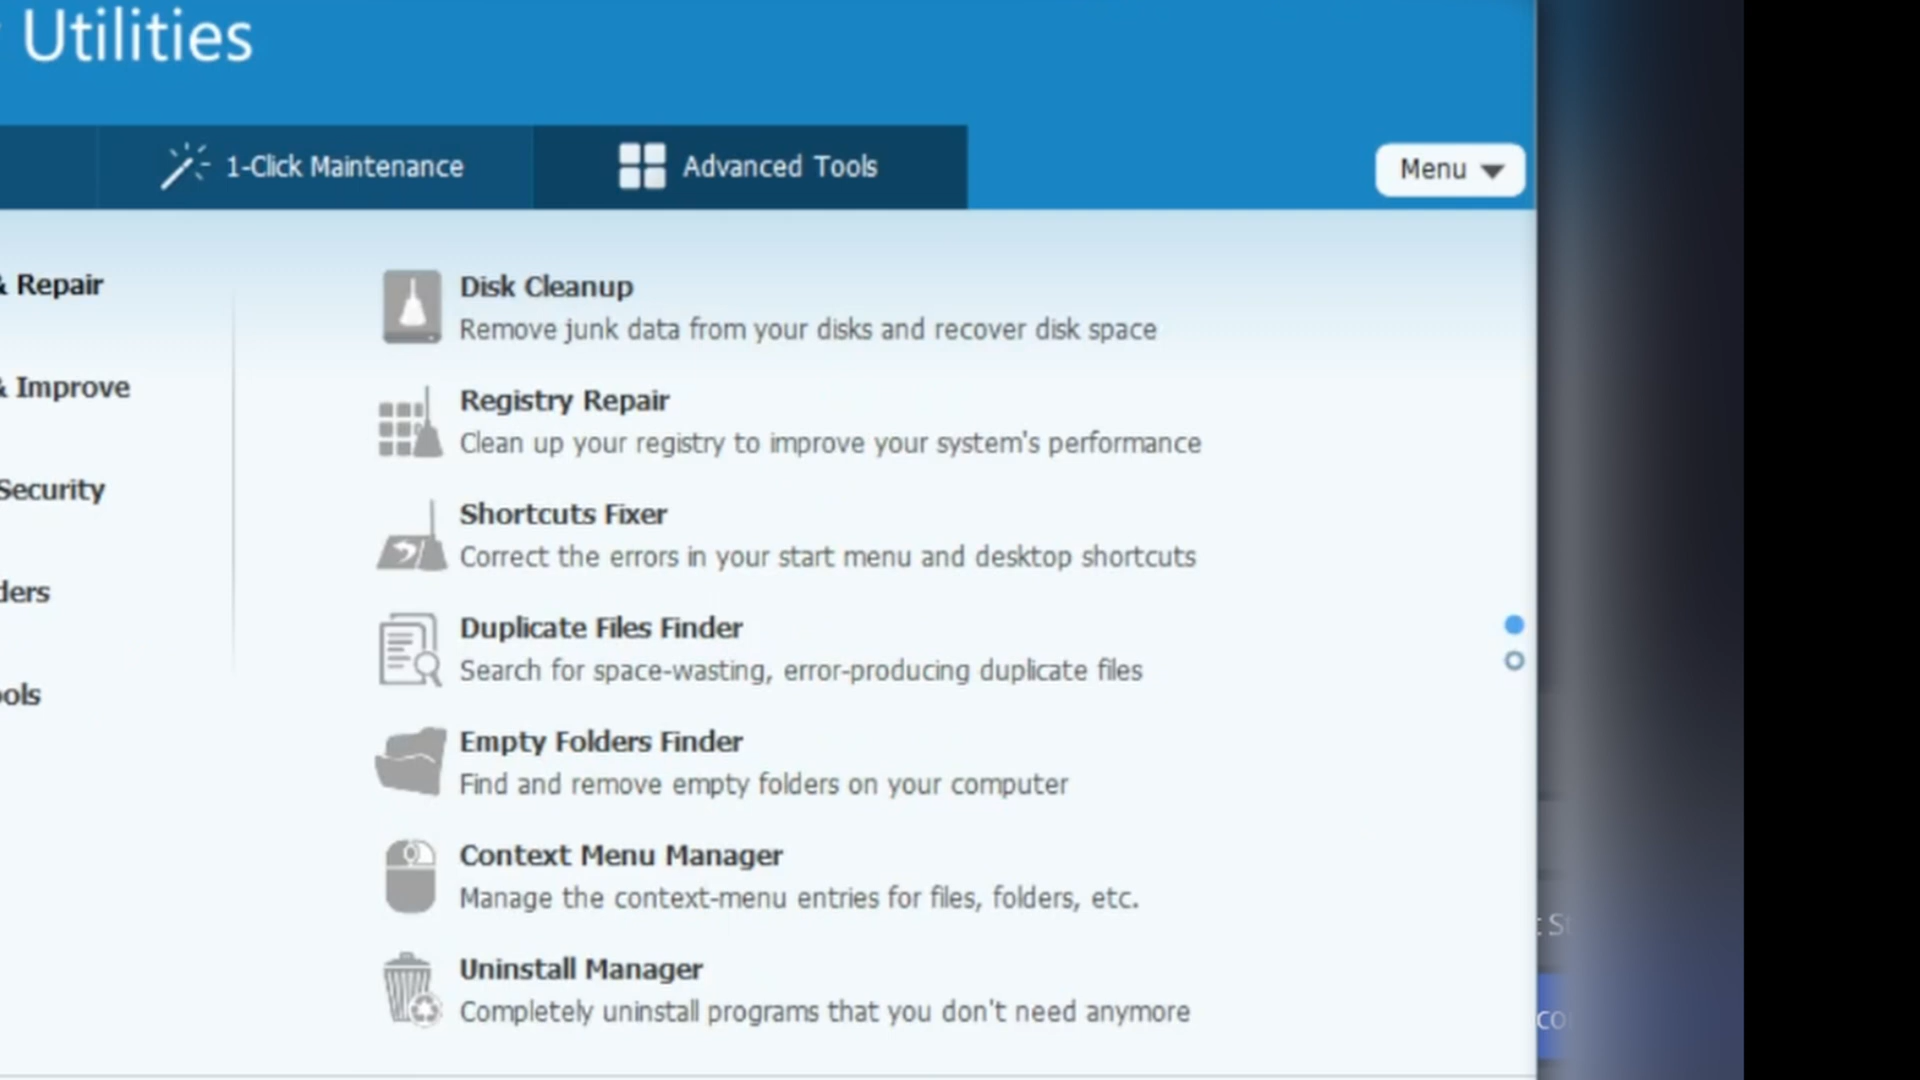 Utilities
1-Click Maintenance
Advanced Tools
Menu
& Repair
& Improve
Security
Disk Cleanup
Remove junk data from your disks and recover disk space
Registry Repair
Clean up your registry to improve your system's performance
Shortcuts Fixer
Correct the errors in your start menu and desktop shortcuts
Duplicate Files Finder
Search for space-wasting, error-producing duplicate files
Empty Folders Finder
Find and remove empty folders on your computer
Context Menu Manager
Manage the context-menu entries for files, folders, etc.
Uninstall Manager
Completely uninstall programs that you don't need anymore